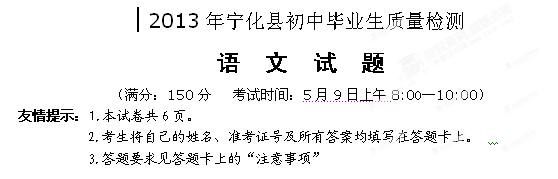 2013年宁化县初中毕业生质量检测
语 文 试 题
（满分：150分 考试时间：5月9日上午8:00—10:00）
友情提示：1.本试卷共6页。
2.考生将自己的姓名、准考证号及所有答案均填写在答题卡上。
3.答题要求见答题卡上的“注意事项”